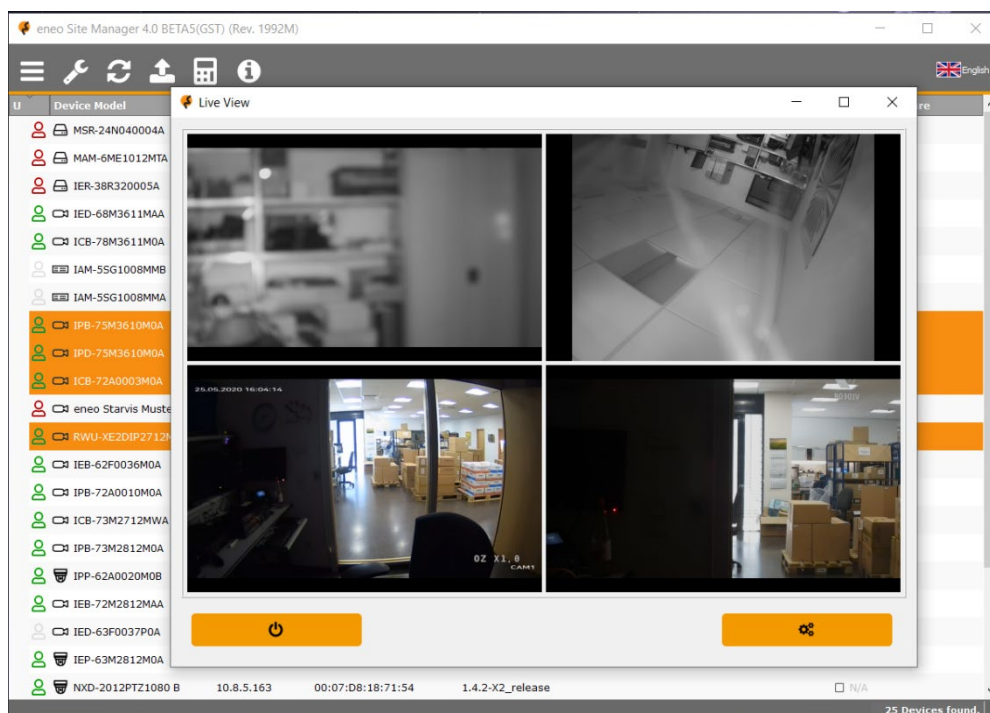 eneo Site Manager 4.0 BETA5(GST) (Rev. 1992M)
English
U Device Model re
Live View
MSR-24N040004A
MAM-6ME1012MTA
IER-38R320005A
IED-68M3611MAA
ICB-78M3611M0A
IAM-5SG1008MMB
IAM-5SG1008MMA
IPB-75M3610M0A
IPD-75M3610M0A
ICB-72A0003M0A
25.05.2020 16:04:14
eneo Starvis Muste
RWU-XE2DIP2712M
IEB-62F0036M0A
IPB-72A0010M0A
ICB-73M2712MWA
IPB-73M2812M0A
OZ X1.0
CAM1
IPP-62A0020M0B
IEB-72M2812MAA
IED-63F0037P0A
IEP-63M2812M0A
NXD-2012PTZ1080 B 10.8.5.163 00:07:D8:18:71:54 1.4.2-X2_release N/A
25 Devices found.